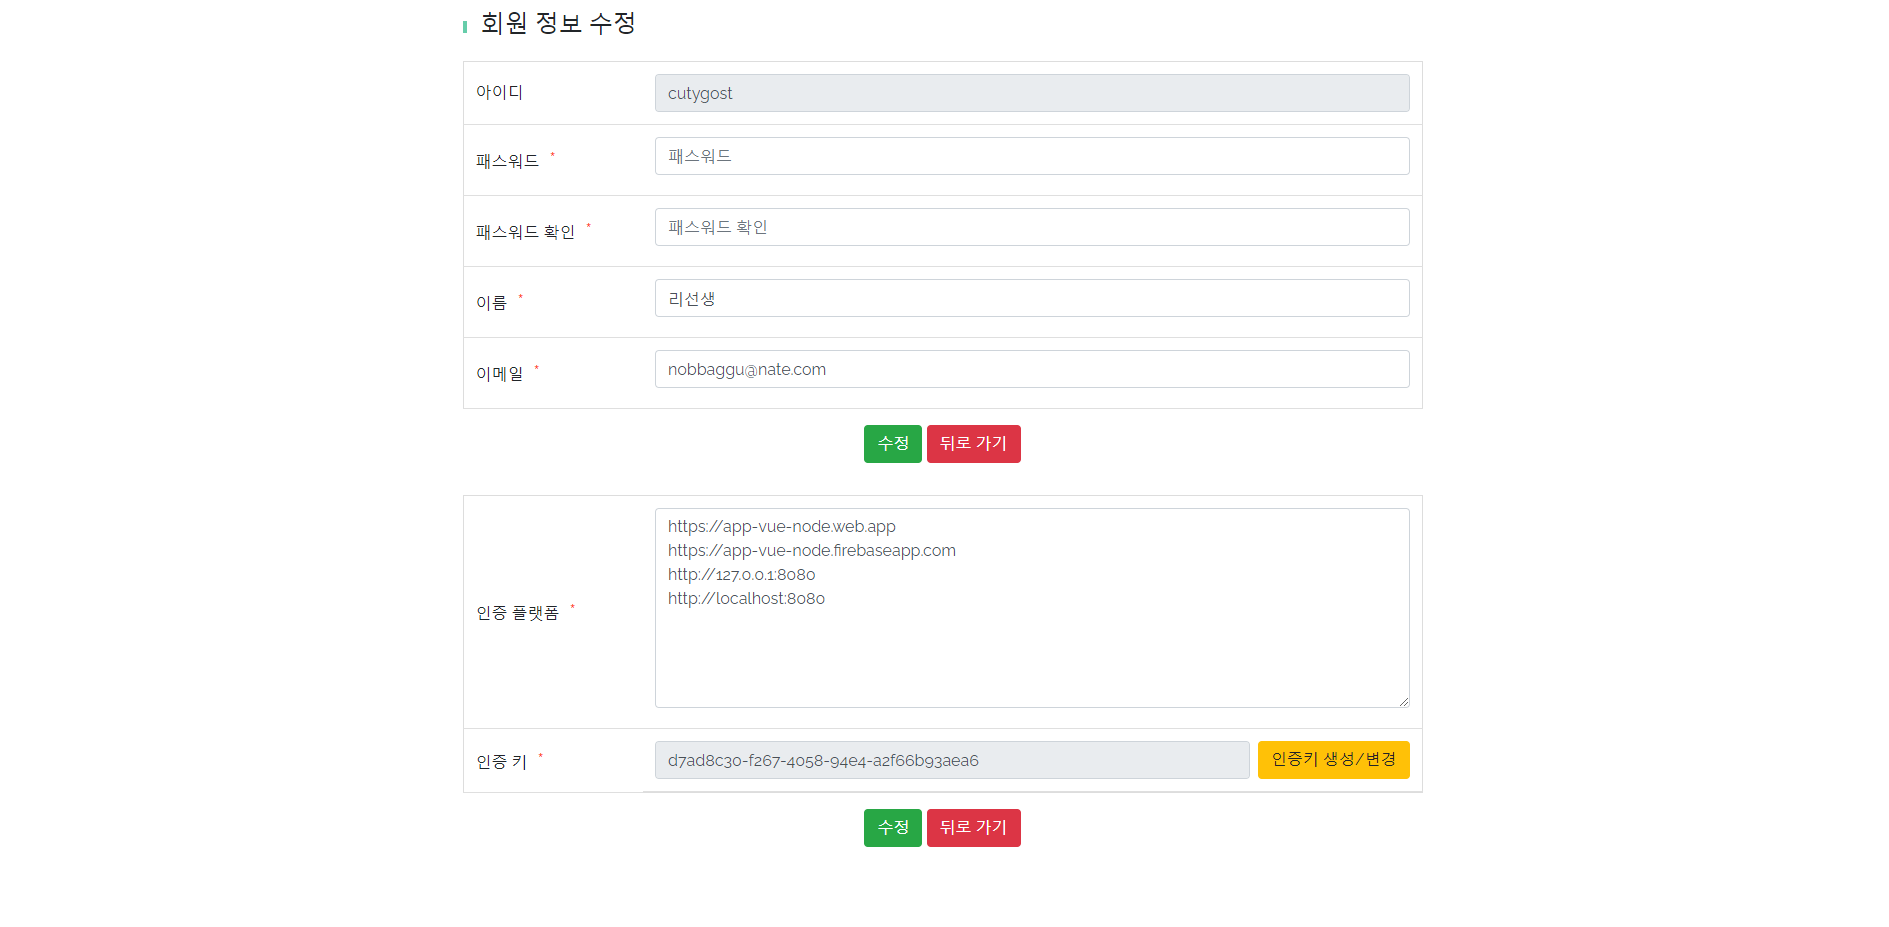 회원 정보 수정
아이디 cutygost
패스워드 * 패스워드
패스워드 확인 * 패스워드 확인
이름 * 리선생
이메일 * nobbaggu@nate.com
수정 뒤로 가기
https://app-vue-node.web.app
https://app-vue-node.firebaseapp.com
http://127.0.0.1:8080
http://localhost:8080
인증 플랫폼 *
인증 키 * d7ad8c30-f267-4058-94e4-a2f66b93aea6 인증키 생성/변경
수정 뒤로 가기